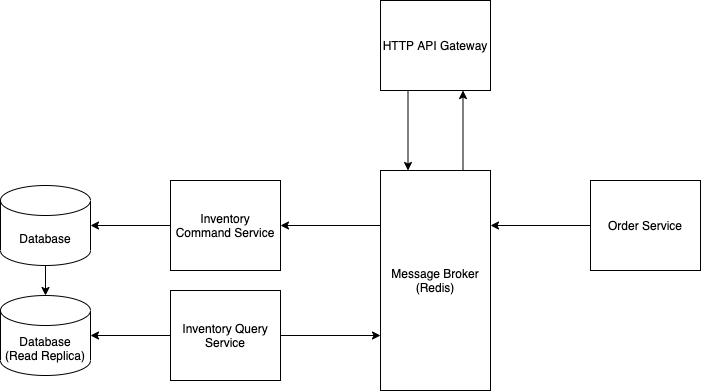 HTTP API Gateway
Inventory
Command Service
Order Service
Database
Message Broker
(Redis)
Inventory Query
Service
Database
(Read Replica)